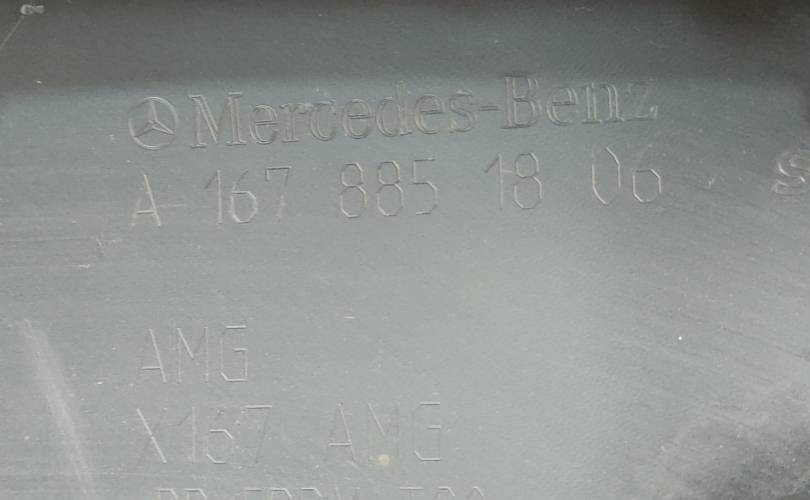 Mercedes-Benz
A 167 885 18 06
AMG
X167 AMG